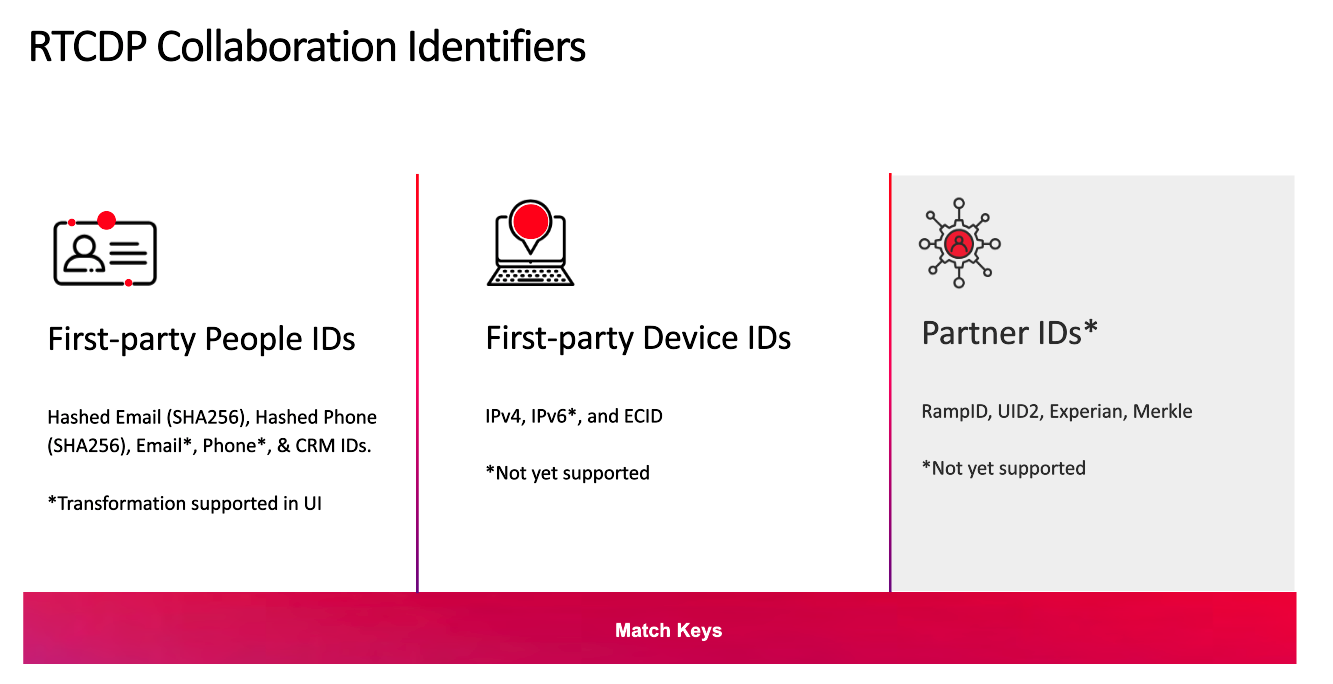 RTCDP Collaboration Identifiers
First-party People IDs
Hashed Email (SHA256), Hashed Phone
(SHA256), Email*, Phone*, & CRM IDs.
*Transformation supported in UI
First-party Device IDs
IPv4, IPv6*, and ECID
*Not yet supported
Partner IDs*
RampID, UID2, Experian, Merkle
*Not yet supported
Match Keys